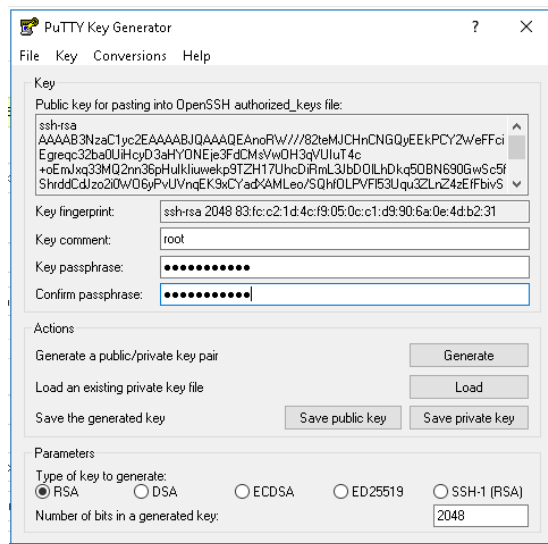 PuTTY Key Generator
File Key Conversions Help
Key
Public key for pasting into OpenSSH authorized_keys file:
ssh-rsa
AAAAB3NzaC1yc2EAAAABJQAAAQEAnoRW///82teMJCHnCNGQyEEkPCY2WeFFci
Egreqc32ba0UiHcyD3aHYONEje3FdCMsVwOH3qVUIuT4c
+oEmJxq33MQ2nn36pHulkIiuwekp9TZH17UhcDiRmL3JbDOILhDkq5OBN690GwSc5f
ShrddCdJzo2i0WO6yPvUVnqEK9xCYadXAMLeo/SQhfOLPVFl53Uqu3ZLnZ4zEfFbivS
Key fingerprint: ssh-rsa 2048 83:fc:c2:1d:4c:f9:05:0c:c1:d9:90:6a:0e:4d:b2:31
Key comment: root
Key passphrase: ●●●●●●●●●●●
Confirm passphrase: ●●●●●●●●●●●
Actions
Generate a public/private key pair Generate
Load an existing private key file Load
Save the generated key Save public key Save private key
Parameters
Type of key to generate:
RSA DSA ECDSA ED25519 SSH-1 (RSA)
Number of bits in a generated key: 2048